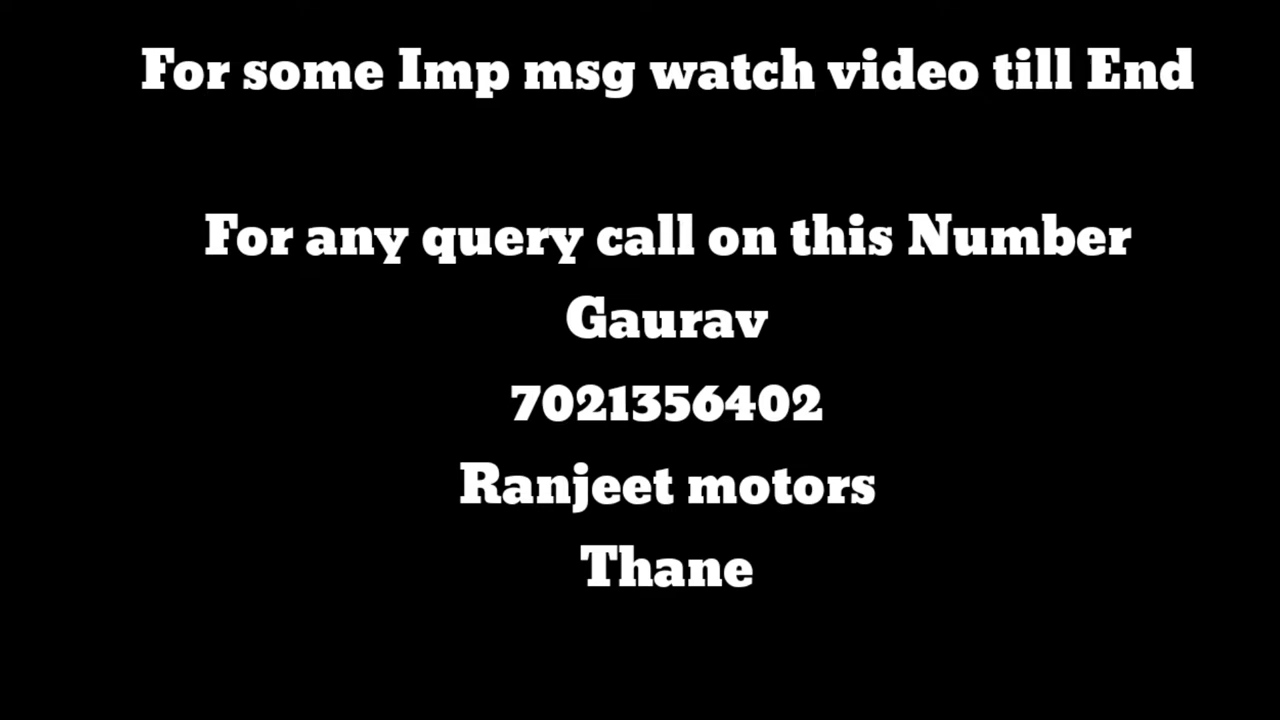 For some Imp msg watch video till End
For any query call on this Number
Gaurav
7021356402
Ranjeet motors
Thane